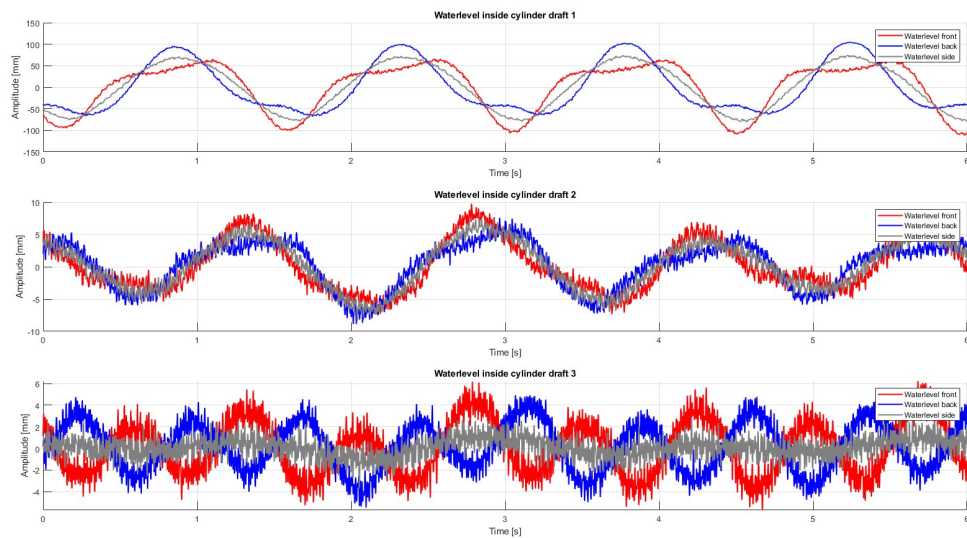 Waterlevel inside cylinder draft 1
150
100
50
0
-50
-100
-150
Amplitude [mm]
Waterlevel front
Waterlevel back
Waterlevel side
0 1 2 3 4 5 6
Time [s]
Waterlevel inside cylinder draft 2
10
5
0
-5
-10
Amplitude [mm]
Waterlevel front
Waterlevel back
Waterlevel side
0 1 2 3 4 5 6
Time [s]
Waterlevel inside cylinder draft 3
6
4
2
0
-2
-4
Amplitude [mm]
Waterlevel front
Waterlevel back
Waterlevel side
0 1 2 3 4 5 6
Time [s]